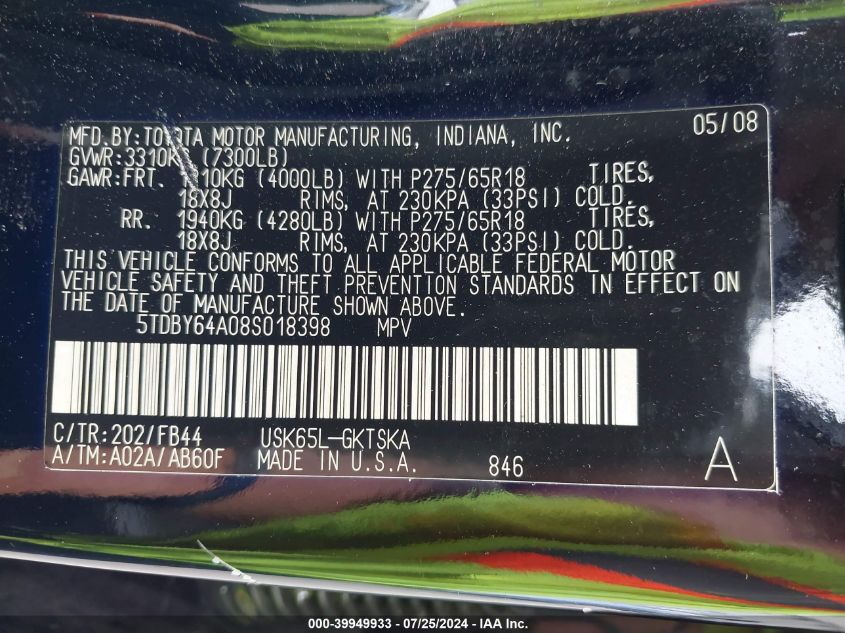 MFD.BY:TOYOTA MOTOR MANUFACTURING, INDIANA, INC. 05/08
GVWR:3310KG (7300LB)
GAWR:FRT. (4000LB) WITH P275/65R18 TIRES,
18X8J RIMS, AT 230KPA (33PSI) COLD.
RR. 1940KG (4280LB) WITH P275/65R18 TIRES,
18X8J RIMS, AT 230KPA (33PSI) COLD.
THIS VEHICLE CONFORMS TO ALL APPLICABLE FEDERAL MOTOR
VEHICLE SAFETY AND THEFT PREVENTION STANDARDS IN EFFECT ON
THE DATE OF MANUFACTURE SHOWN ABOVE.
5TDBY64A08S018398 MPV
C/TR:202/FB44 USK65L-GKTSKA
A/TM:A02A/AB60F MADE IN U.S.A. 846 A
000-39949933 - 07/25/2024 - IAA Inc.